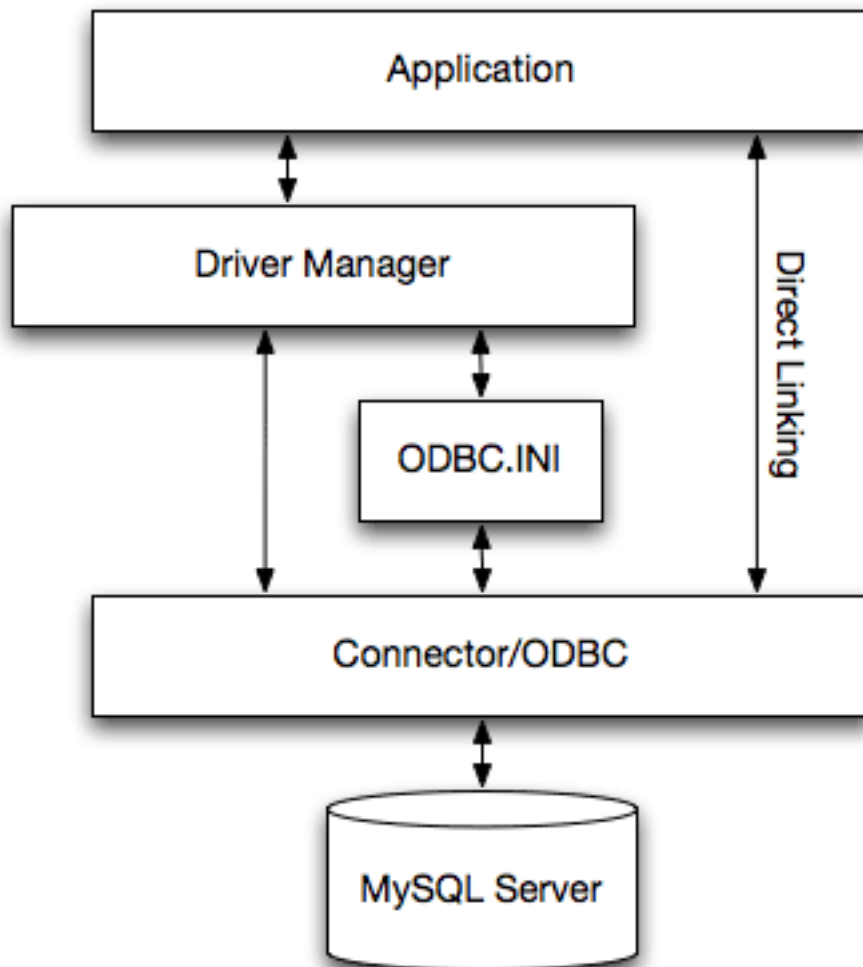 Application
Driver Manager
Direct Linking
ODBC.INI
Connector/ODBC
MySQL Server